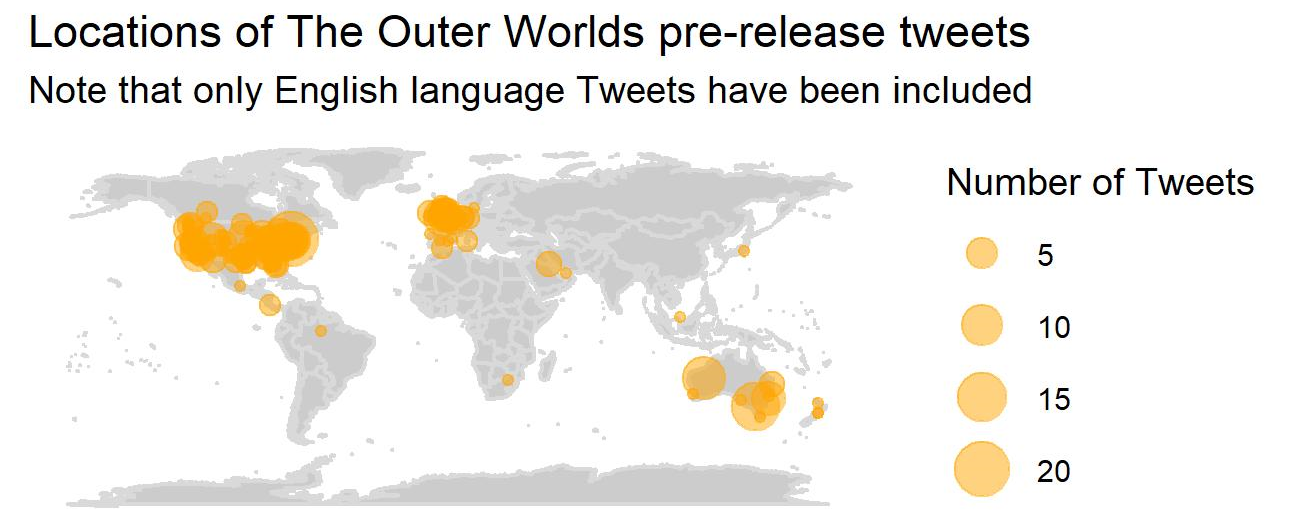 Locations of The Outer Worlds pre-release tweets
Note that only English language Tweets have been included
Number of Tweets
5
10
15
20